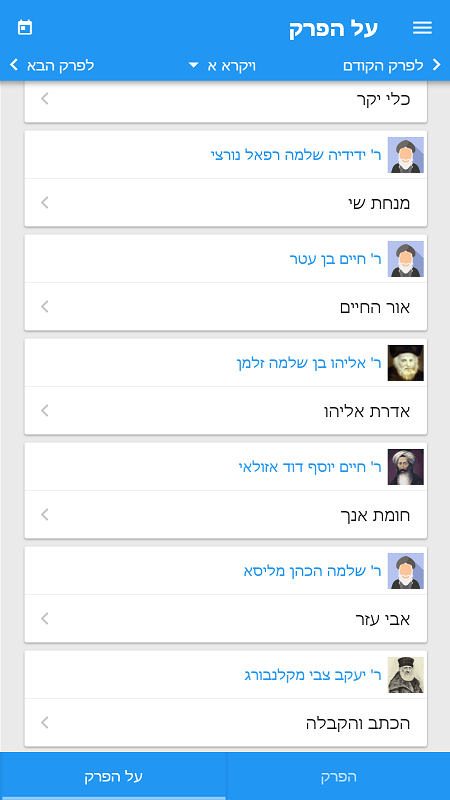 על הפרק
לפרק הקודם
ויקרא א
לפרק הבא
כלי יקר
ר' ידידיה שלמה רפאל נורצי
מנחת שי
ר' חיים בן עטר
אור החיים
ר' אליהו בן שלמה זלמן
אדרת אליהו
ר' חיים יוסף דוד אזולאי
חומת אנך
ר' שלמה הכהן מליסא
אבי עזר
ר' יעקב צבי מקלנבורג
הכתב והקבלה
הפרק
על הפרק